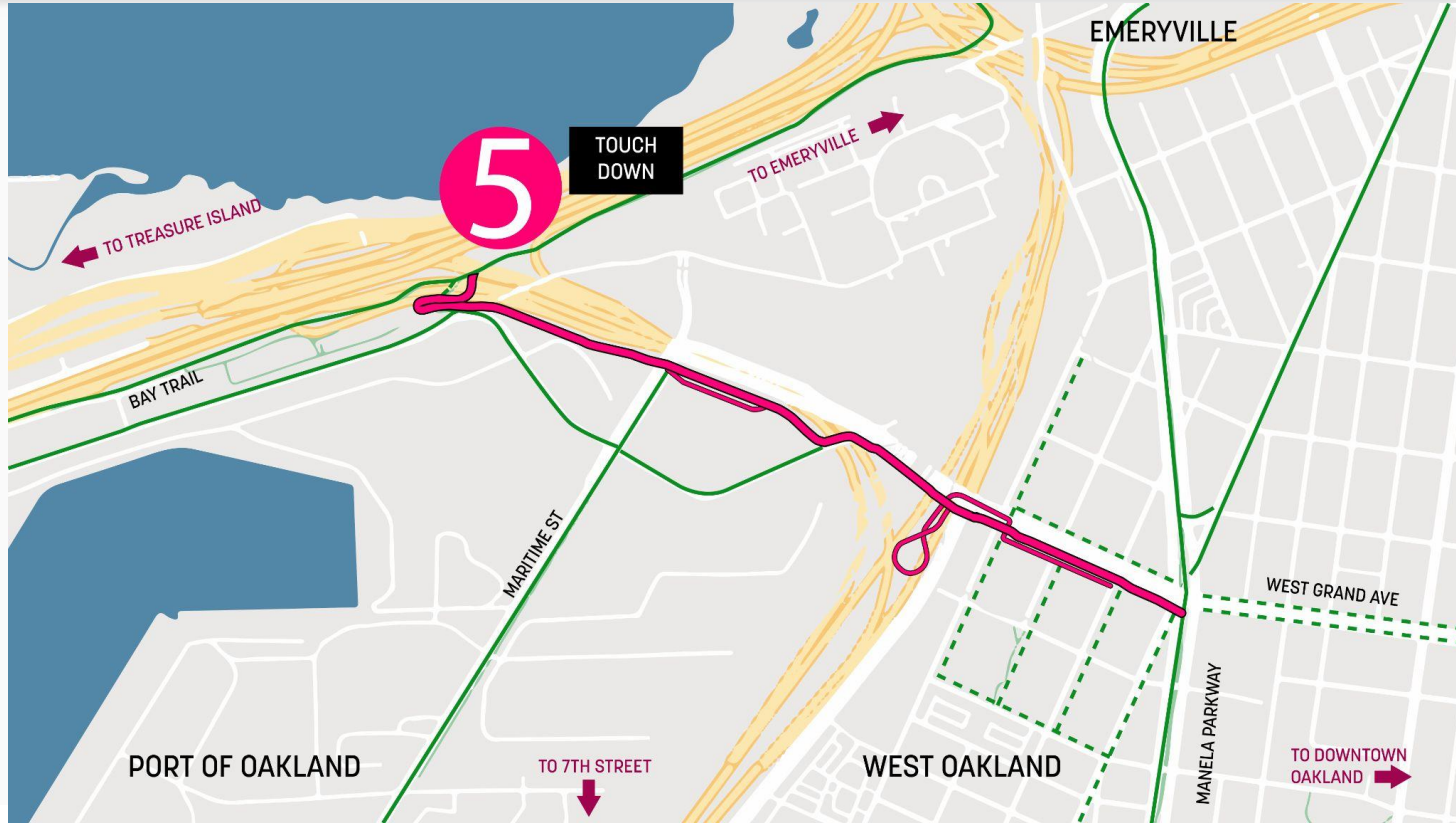 EMERYVILLE
5
TOUCH
DOWN
TO EMERYVILLE
TO TREASURE ISLAND
BAY TRAIL
MARITIME ST
WEST GRAND AVE
MANELA PARKWAY
PORT OF OAKLAND
TO 7TH STREET
WEST OAKLAND
TO DOWNTOWN
OAKLAND